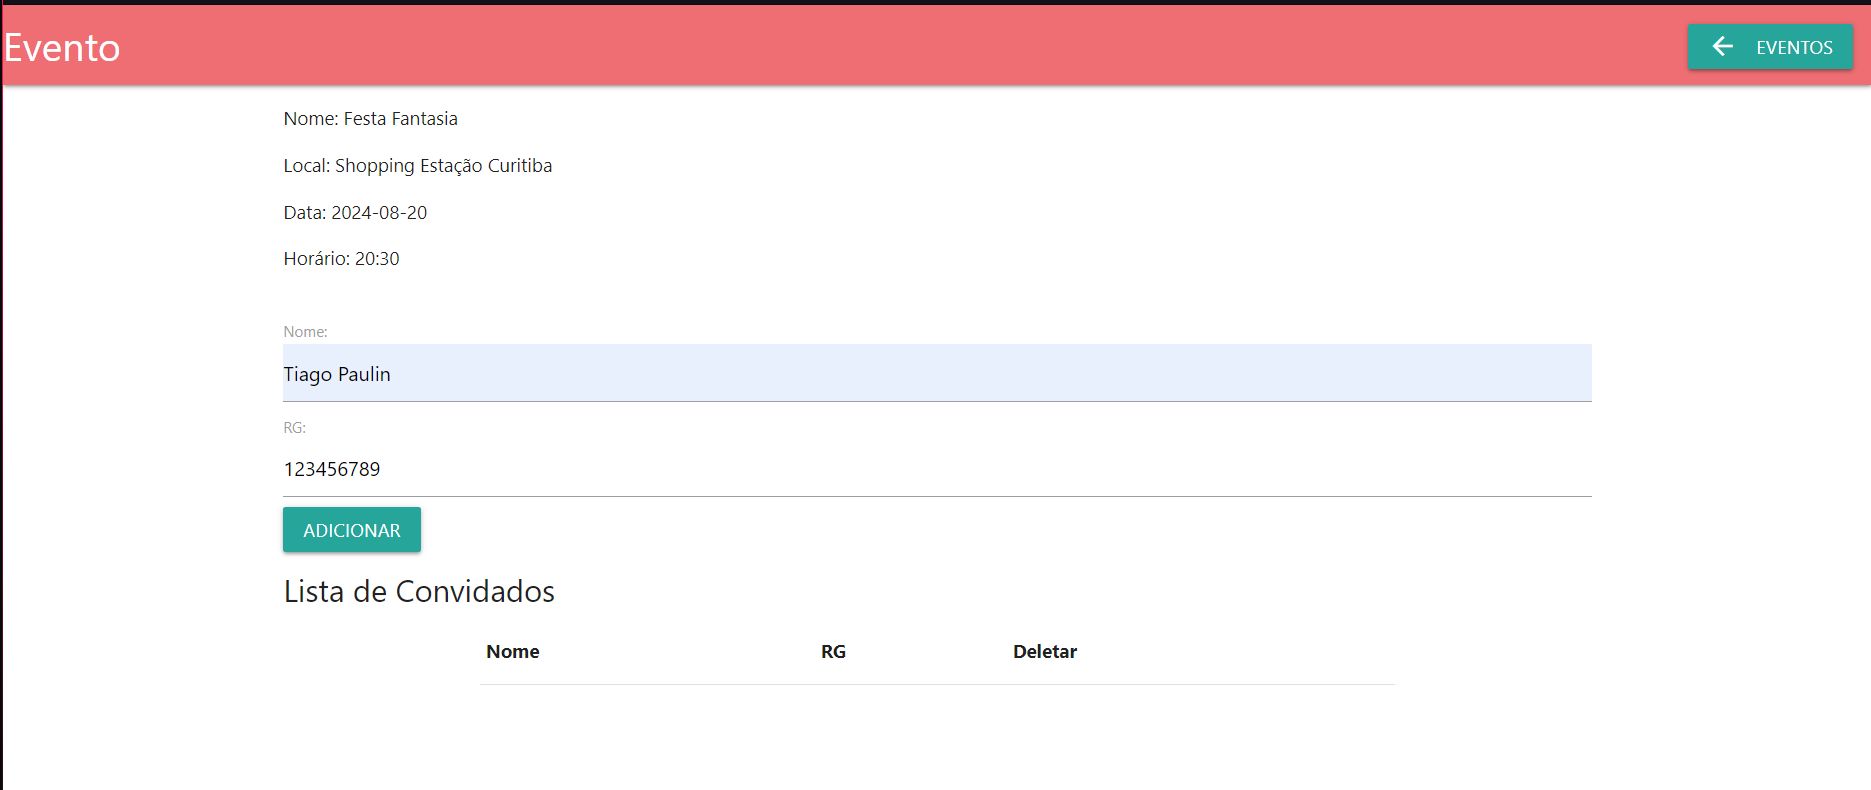 Evento
EVENTOS
Nome: Festa Fantasia
Local: Shopping Estação Curitiba
Data: 2024-08-20
Horário: 20:30
Nome:
Tiago Paulin
RG:
123456789
ADICIONAR
Lista de Convidados
Nome RG Deletar